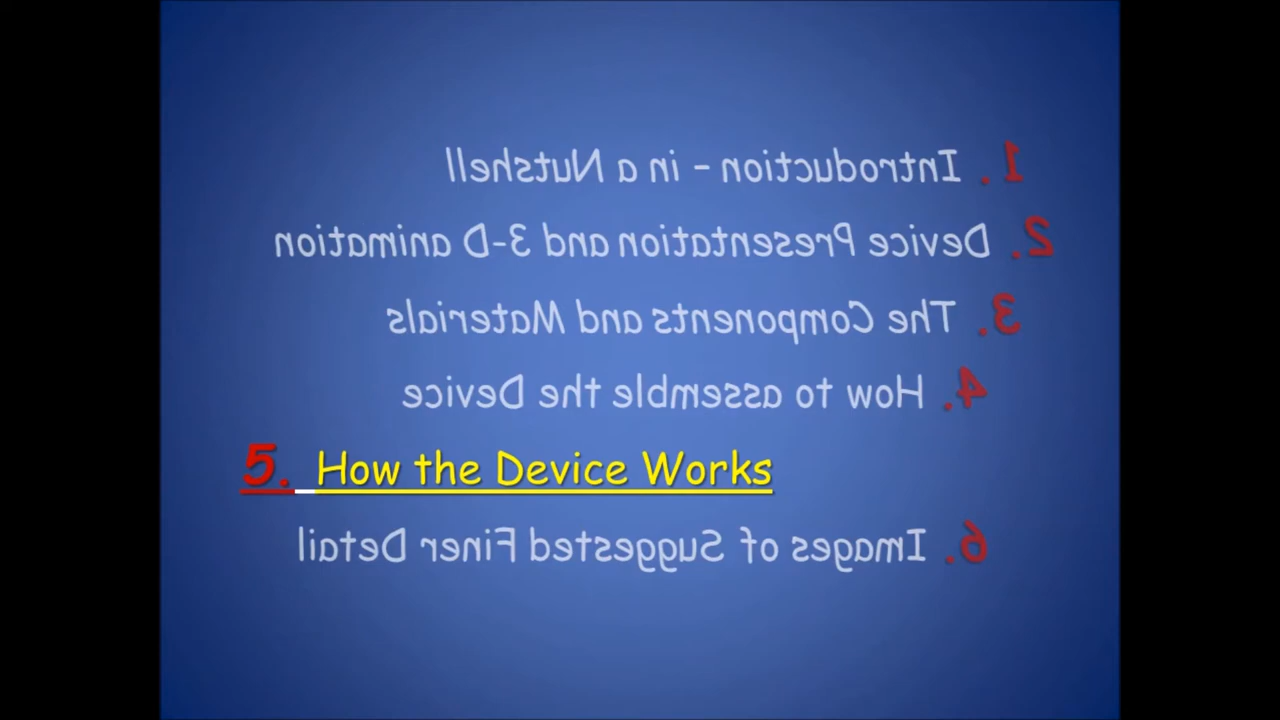 1. Introduction - in a Nutshell
2. Device Presentation and 3-D animation
3. The Components and Materials
4. How to assemble the Device
5. How the Device Works
6. Images of Suggested Finer Detail